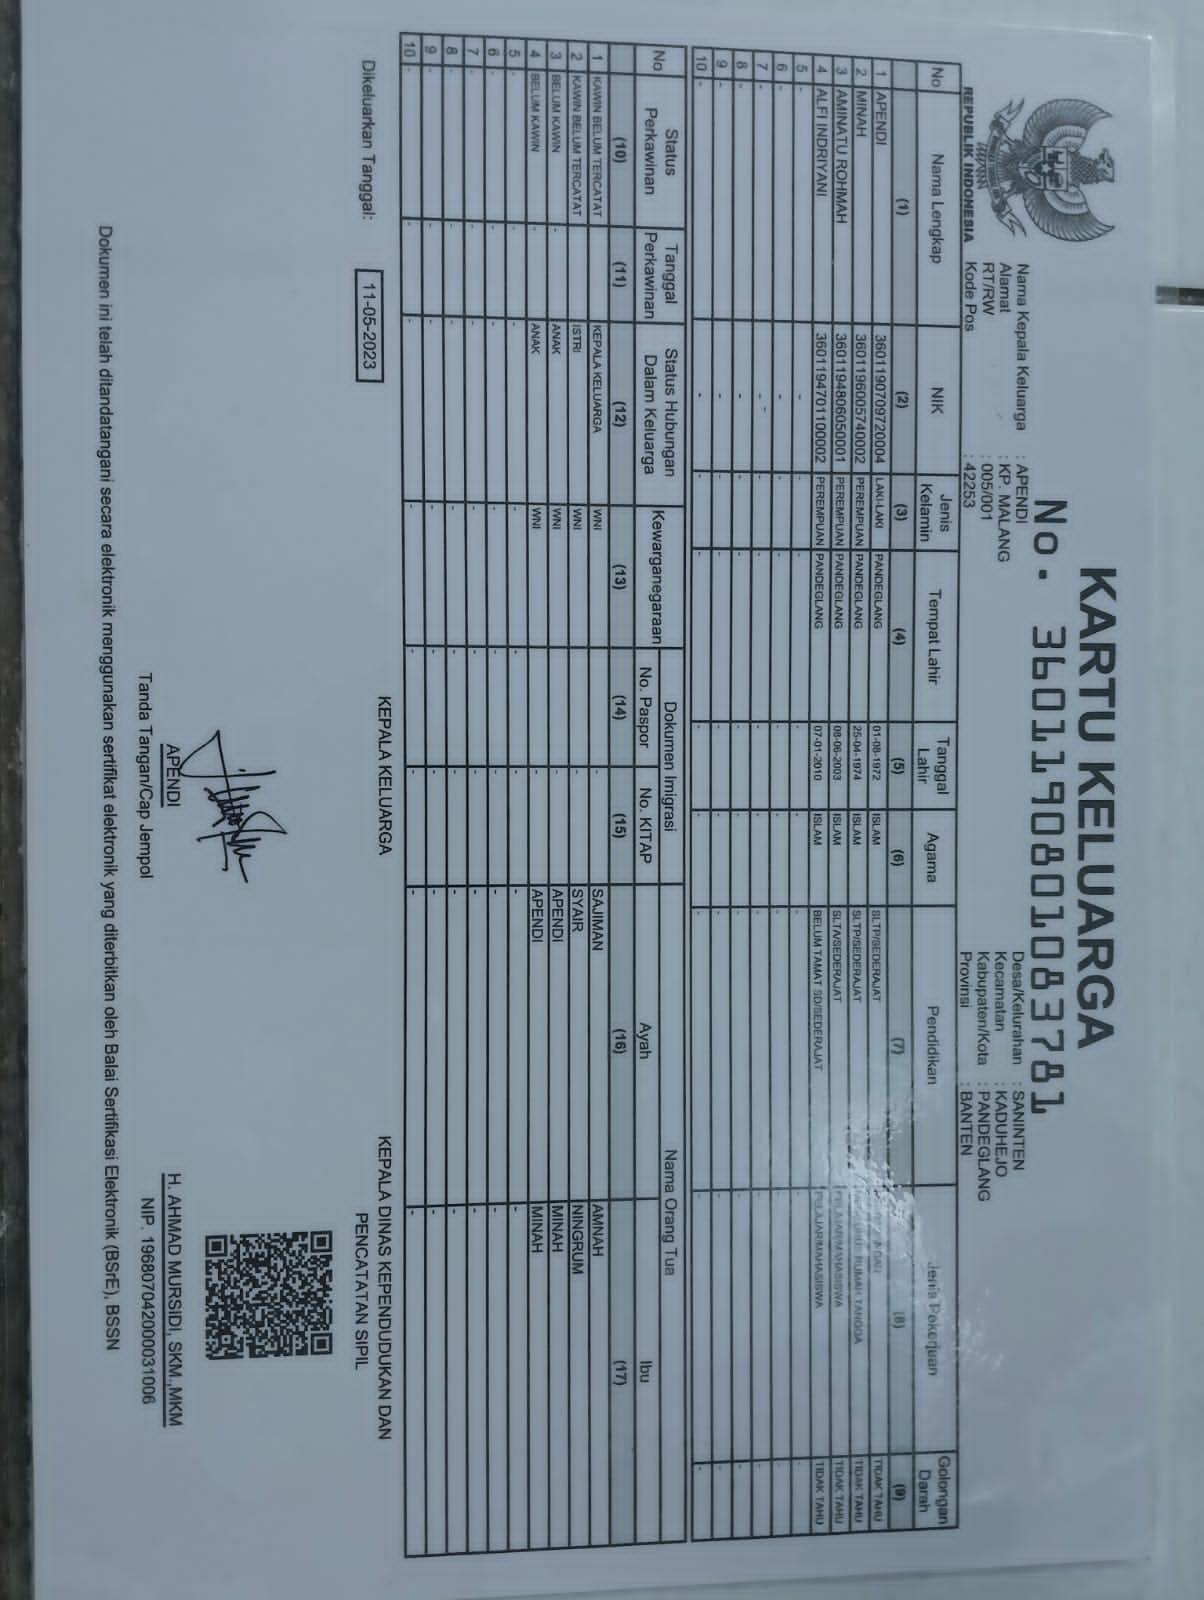 KARTU KELUARGA
No. 3601190801083781
REPUBLIK INDONESIA
Nama Kepala Keluarga : APENDI
Alamat : KP. MALANG
RT/RW : 005/001
Kode Pos : 42253
Desa/Kelurahan : SANINTEN
Kecamatan : KADUHEJO
Kabupaten/Kota : PANDEGLANG
Provinsi : BANTEN
No Nama Lengkap NIK Jenis Kelamin Tempat Lahir Tanggal Lahir Agama Pendidikan Jenis Pekerjaan Golongan Darah
(1) (2) (3) (4) (5) (6) (7) (8) (9)
1 APENDI 3601190709720004 LAKI-LAKI PANDEGLANG 01-08-1972 ISLAM SLTP/SEDERAJAT TIDAK TAHU
2 MINAH 3601196005740002 PEREMPUAN PANDEGLANG 25-04-1974 ISLAM SLTP/SEDERAJAT RUMAH TANGGA TIDAK TAHU
3 AMINATU ROHMAH 3601194806050001 PEREMPUAN PANDEGLANG 08-06-2003 ISLAM SLTA/SEDERAJAT PELAJAR/MAHASISWA TIDAK TAHU
4 ALFI INDRIYANI 3601194701100002 PEREMPUAN PANDEGLANG 07-01-2010 ISLAM BELUM TAMAT SD/SEDERAJAT PELAJAR/MAHASISWA TIDAK TAHU
5 - - - - - - - - -
6 - - - - - - - - -
7 - - - - - - - - -
8 - - - - - - - - -
9 - - - - - - - - -
10 - - - - - - - - -
No Status Perkawinan Tanggal Perkawinan Status Hubungan Dalam Keluarga Kewarganegaraan Dokumen Imigrasi Nama Orang Tua
No. Paspor No. KITAP Ayah Ibu
(10) (11) (12) (13) (14) (15) (16) (17)
1 KAWIN BELUM TERCATAT KEPALA KELUARGA WNI - SAJIMAN AMNAH
2 KAWIN BELUM TERCATAT ISTRI WNI - SYAIR NINGRUM
3 BELUM KAWIN - ANAK WNI - APENDI MINAH
4 BELUM KAWIN - ANAK WNI - APENDI MINAH
5 - - - - - - - -
6 - - - - - - - -
7 - - - - - - - -
8 - - - - - - - -
9 - - - - - - - -
10 - - - - - - - -
Dikeluarkan Tanggal: 11-05-2023
KEPALA KELUARGA
KEPALA DINAS KEPENDUDUKAN DAN
PENCATATAN SIPIL
APENDI
Tanda Tangan/Cap Jempol
H. AHMAD MURSIDI, SKM.,MKM
NIP. 196807042000031006
Dokumen ini telah ditandatangani secara elektronik menggunakan sertifikat elektronik yang diterbitkan oleh Balai Sertifikasi Elektronik (BSrE), BSSN